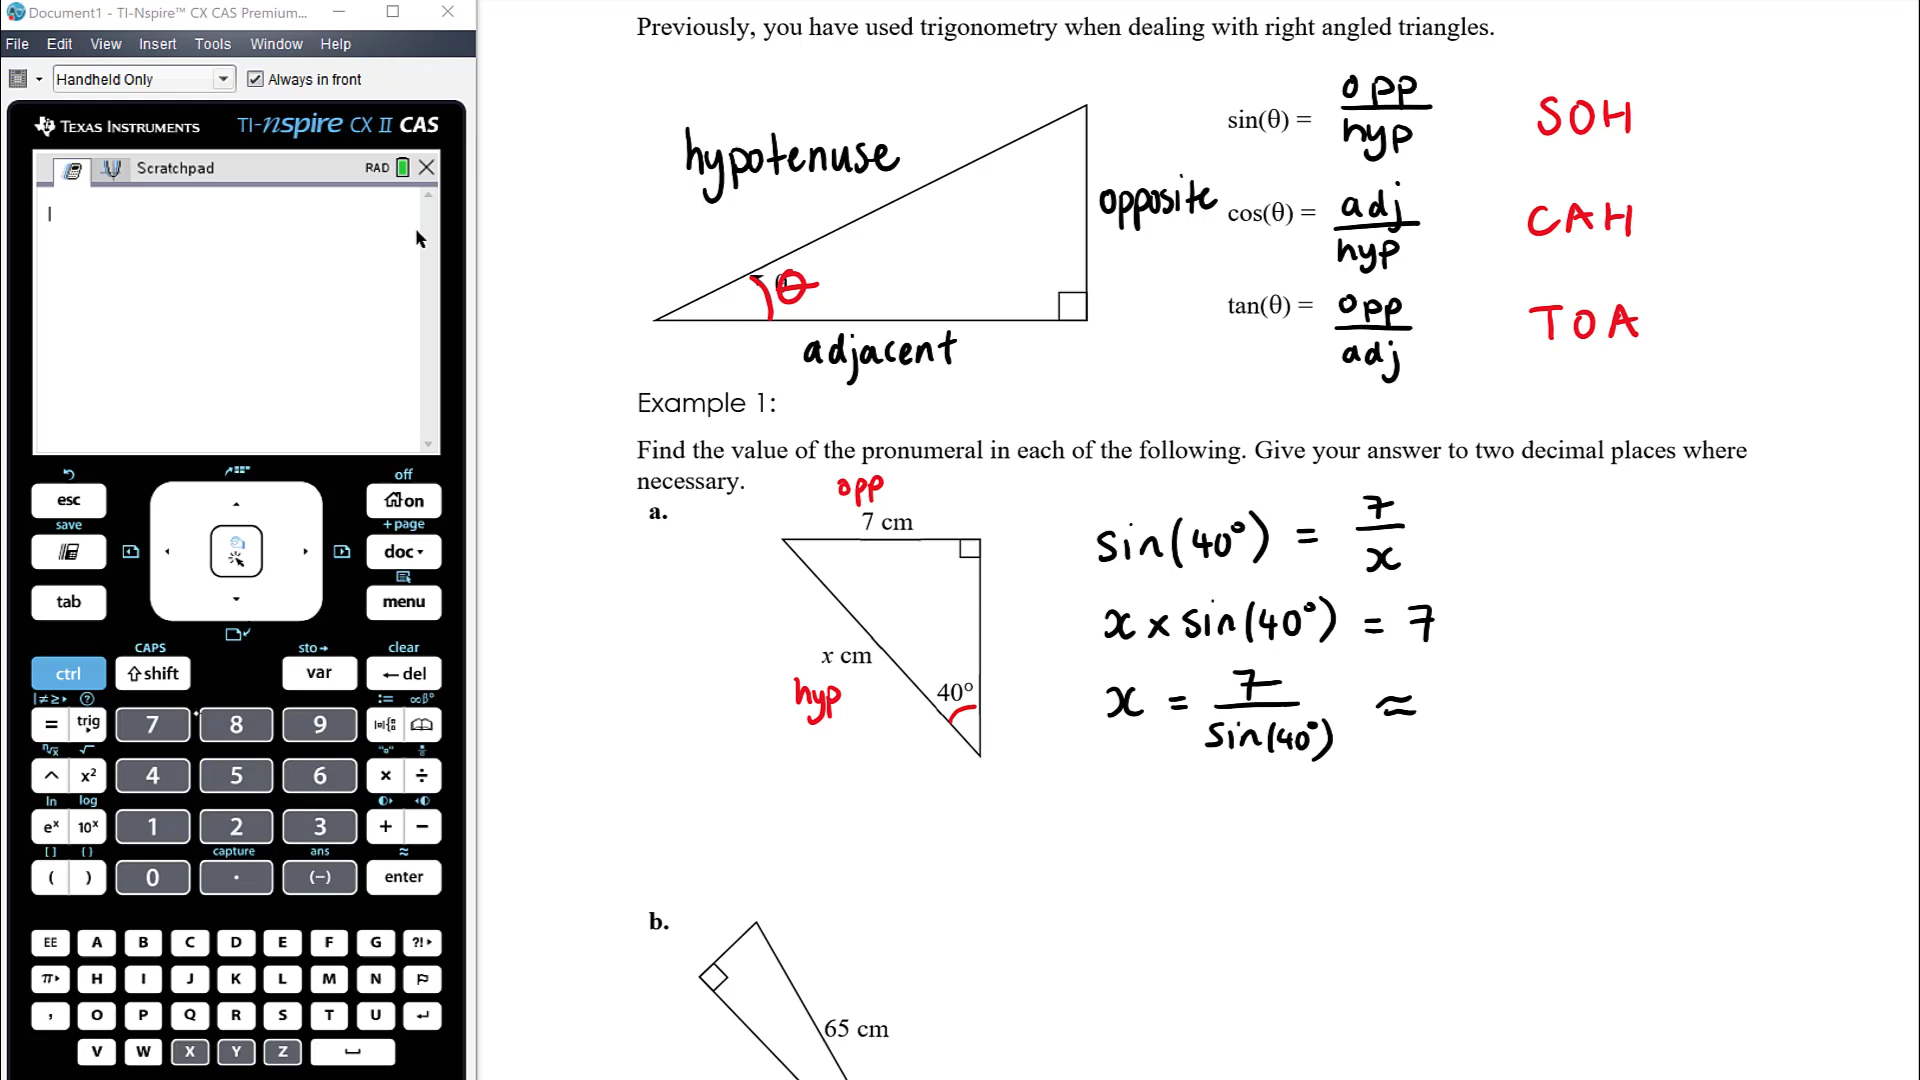 Document1 - TI-Nspire™ CX CAS Premium...
File Edit View Insert Tools Window Help
Handheld Only Always in front
TEXAS INSTRUMENTS TI-nspire CX II CAS
Scratchpad RAD
off
esc on
save + page
doc
tab menu
CAPS sto→ clear
ctrl shift var ←del
|≠≥▸ ? := ∞β°
= trig 7 8 9
ⁿ√x √ "▫"
^ x² 4 5 6 × ÷
ln log
eˣ 10ˣ 1 2 3 + −
[ ] { } capture ans ≈
( ) 0 . (−) enter
EE A B C D E F G ?!▸
π▸ H I J K L M N
, O P Q R S T U ↵
V W X Y Z
Previously, you have used trigonometry when dealing with right angled triangles.
hypotenuse
opposite
θ
adjacent
sin(θ) = opp/hyp SOH
cos(θ) = adj/hyp CAH
tan(θ) = opp/adj TOA
Example 1:
Find the value of the pronumeral in each of the following. Give your answer to two decimal places where
necessary.
a.
opp
7 cm
x cm
hyp
40°
sin(40°) = 7/x
x × sin(40°) = 7
x = 7/sin(40°) ≈
b.
65 cm